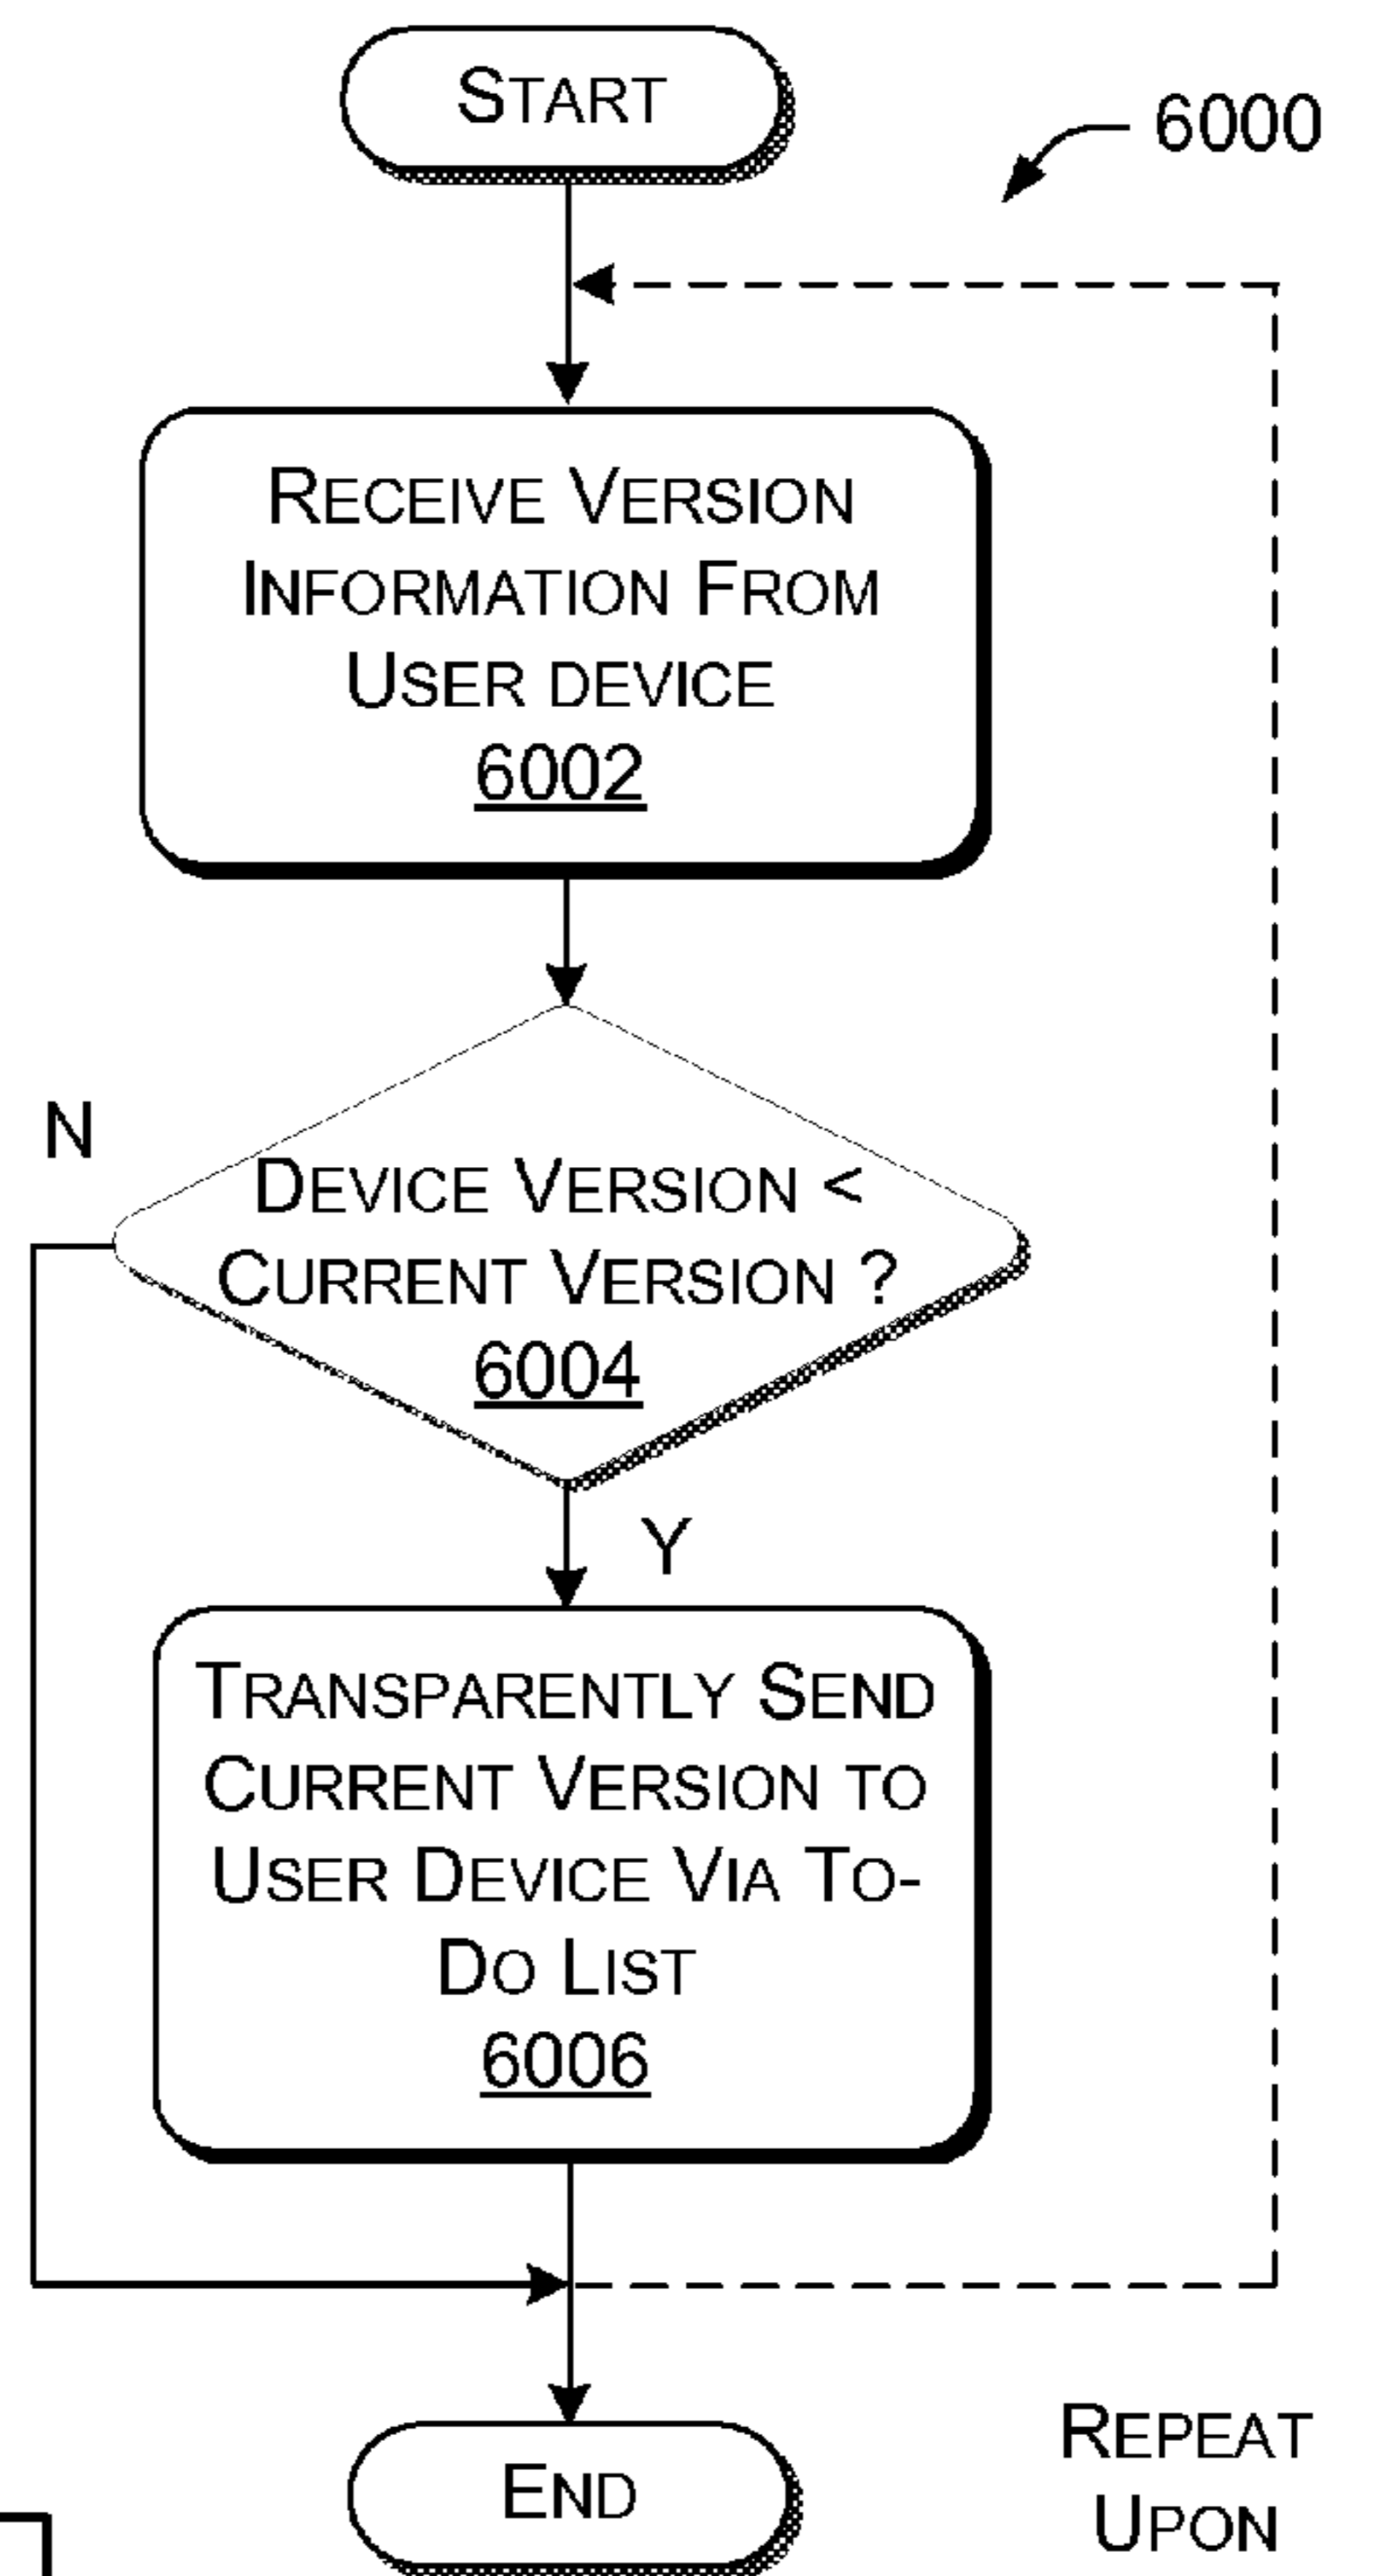 START
6000
RECEIVE VERSION
INFORMATION FROM
USER DEVICE
6002
N
DEVICE VERSION <
CURRENT VERSION ?
6004
Y
TRANSPARENTLY SEND
CURRENT VERSION TO
USER DEVICE VIA TO-
DO LIST
6006
END
REPEAT
UPON